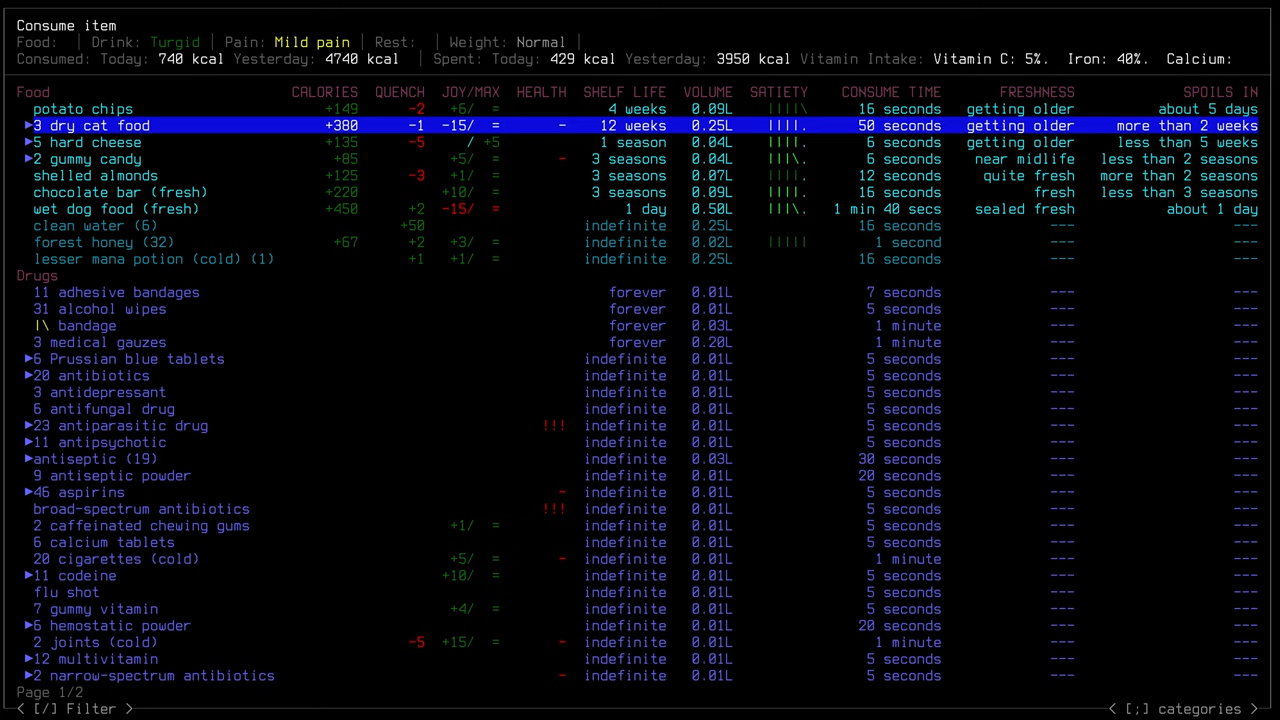 Consume item
Food: | Drink: Turgid | Pain: Mild pain | Rest: | Weight: Normal |
Consumed: Today: 740 kcal Yesterday: 4740 kcal | Spent: Today: 429 kcal Yesterday: 3950 kcal Vitamin Intake: Vitamin C: 5%. Iron: 40%. Calcium:
Food CALORIES QUENCH JOY/MAX HEALTH SHELF LIFE VOLUME SATIETY CONSUME TIME FRESHNESS SPOILS IN
potato chips +149 -2 +6/ = 4 weeks 0.09L ||||\ 16 seconds getting older about 5 days
▶3 dry cat food +380 -1 -15/ = - 12 weeks 0.25L ||||. 50 seconds getting older more than 2 weeks
▶5 hard cheese +135 -5 / +5 1 season 0.04L ||||. 6 seconds getting older less than 5 weeks
▶2 gummy candy +85 +5/ = - 3 seasons 0.04L |||\. 6 seconds near midlife less than 2 seasons
shelled almonds +125 -3 +1/ = 3 seasons 0.07L ||||. 12 seconds quite fresh more than 2 seasons
chocolate bar (fresh) +220 +10/ = 3 seasons 0.09L ||||. 16 seconds fresh less than 3 seasons
wet dog food (fresh) +450 +2 -15/ = 1 day 0.50L |||\. 1 min 40 secs sealed fresh about 1 day
clean water (6) +50 indefinite 0.25L 16 seconds --- ---
forest honey (32) +67 +2 +3/ = indefinite 0.02L ||||| 1 second --- ---
lesser mana potion (cold) (1) +1 +1/ = indefinite 0.25L 16 seconds --- ---
Drugs
11 adhesive bandages forever 0.01L 7 seconds --- ---
31 alcohol wipes forever 0.01L 5 seconds --- ---
|\ bandage forever 0.03L 1 minute --- ---
3 medical gauzes forever 0.20L 1 minute --- ---
▶6 Prussian blue tablets indefinite 0.01L 5 seconds --- ---
▶20 antibiotics indefinite 0.01L 5 seconds --- ---
3 antidepressant indefinite 0.01L 5 seconds --- ---
6 antifungal drug indefinite 0.01L 5 seconds --- ---
▶23 antiparasitic drug !!! indefinite 0.01L 5 seconds --- ---
▶11 antipsychotic indefinite 0.01L 5 seconds --- ---
▶antiseptic (19) indefinite 0.03L 30 seconds --- ---
9 antiseptic powder indefinite 0.01L 20 seconds --- ---
▶46 aspirins - indefinite 0.01L 5 seconds --- ---
broad-spectrum antibiotics !!! indefinite 0.01L 5 seconds --- ---
2 caffeinated chewing gums +1/ = indefinite 0.01L 5 seconds --- ---
6 calcium tablets indefinite 0.01L 5 seconds --- ---
20 cigarettes (cold) +5/ = - indefinite 0.01L 1 minute --- ---
▶11 codeine +10/ = indefinite 0.01L 5 seconds --- ---
flu shot indefinite 0.01L 5 seconds --- ---
7 gummy vitamin +4/ = indefinite 0.01L 5 seconds --- ---
▶6 hemostatic powder indefinite 0.01L 20 seconds --- ---
2 joints (cold) -5 +15/ = - indefinite 0.01L 1 minute --- ---
▶12 multivitamin indefinite 0.01L 5 seconds --- ---
▶2 narrow-spectrum antibiotics - indefinite 0.01L 5 seconds --- ---
Page 1/2
< [/] Filter > < [;] categories >